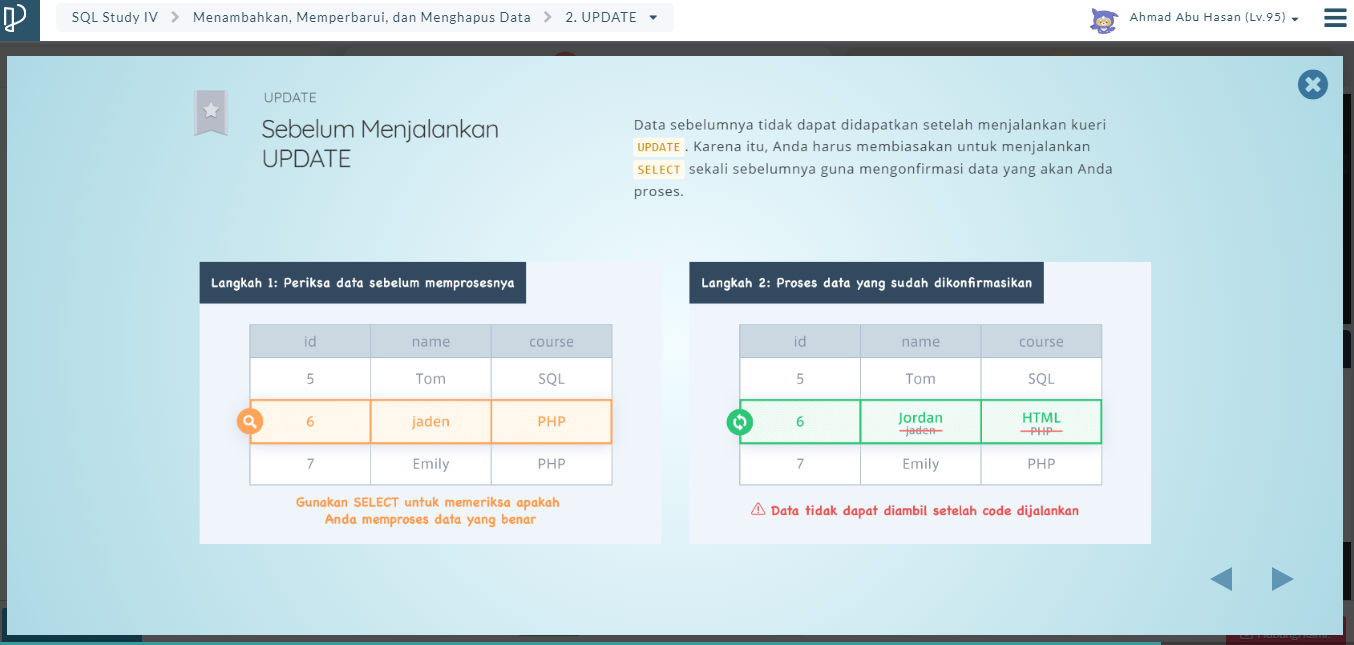 SQL Study IV
Menambahkan, Memperbarui, dan Menghapus Data
2. UPDATE
Ahmad Abu Hasan (Lv.95)
UPDATE
Sebelum Menjalankan
UPDATE
Data sebelumnya tidak dapat didapatkan setelah menjalankan kueri
UPDATE . Karena itu, Anda harus membiasakan untuk menjalankan
SELECT sekali sebelumnya guna mengonfirmasi data yang akan Anda
proses.
Langkah 1: Periksa data sebelum memprosesnya
id name course
5 Tom SQL
6 jaden PHP
7 Emily PHP
Gunakan SELECT untuk memeriksa apakah
Anda memproses data yang benar
Langkah 2: Proses data yang sudah dikonfirmasikan
id name course
5 Tom SQL
6 Jordan HTML
jaden PHP
7 Emily PHP
Data tidak dapat diambil setelah code dijalankan